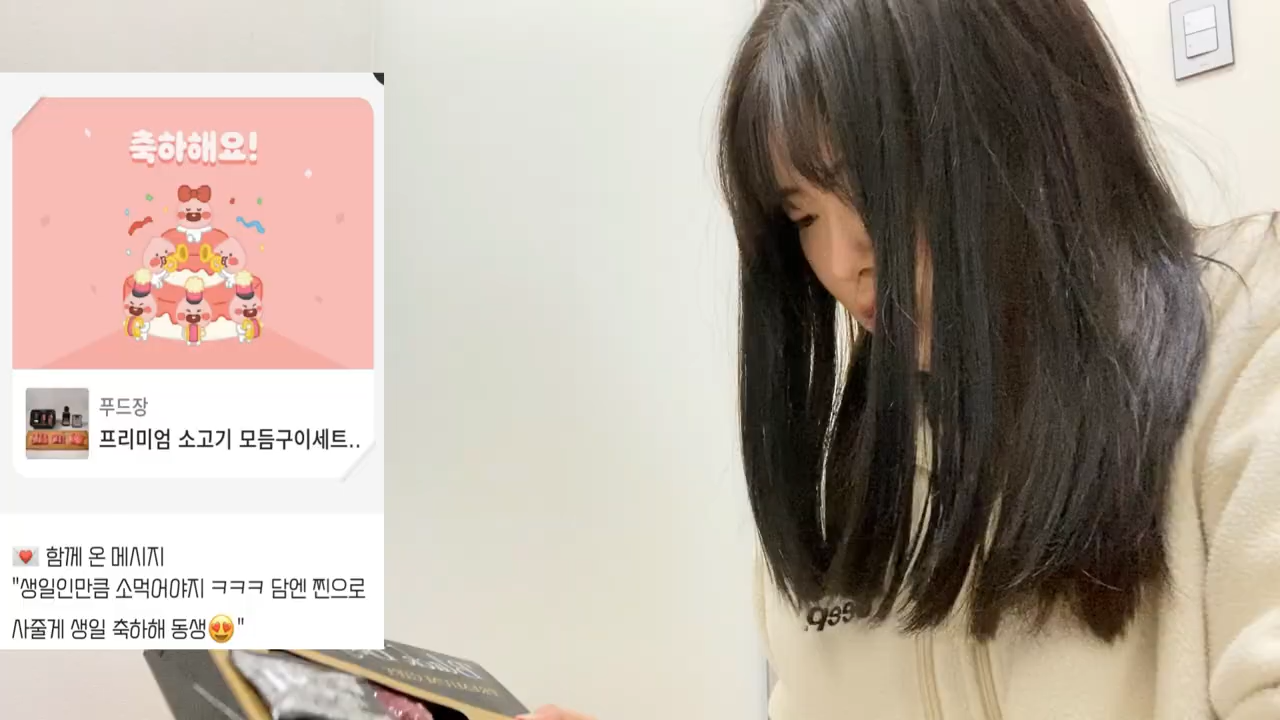 축하해요!
푸드장
프리미엄 소고기 모듬구이세트..
💌 함께 온 메시지
"생일인만큼 소먹어야지 ㅋㅋㅋ 담엔 찐으로
사줄게 생일 축하해 동생😍"